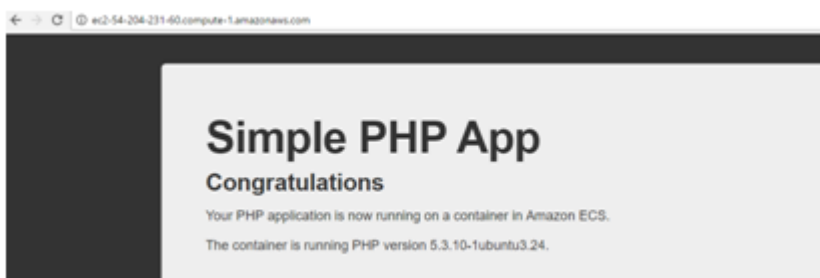 ec2-54-204-231-60.compute-1.amazonaws.com
Simple PHP App
Congratulations
Your PHP application is now running on a container in Amazon ECS.
The container is running PHP version 5.3.10-1ubuntu3.24.